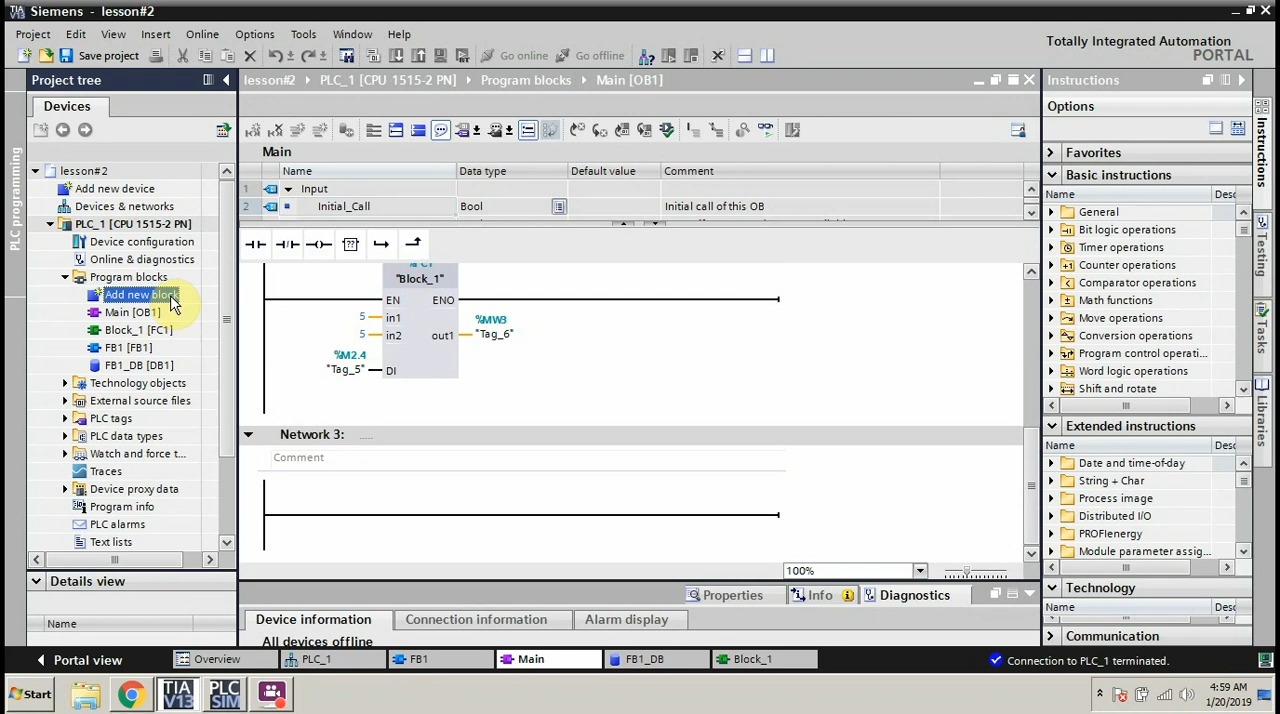 Siemens - lesson#2
Project Edit View Insert Online Options Tools Window Help
Totally Integrated Automation
PORTAL
Save project
Go online
Go offline
Project tree
lesson#2 PLC_1 [CPU 1515-2 PN] Program blocks Main [OB1]
Instructions
Devices
Options
PLC programming
Main
Name Data type Default value Comment
1 Input
2 Initial_Call Bool Initial call of this OB
lesson#2
Add new device
Devices & networks
PLC_1 [CPU 1515-2 PN]
Device configuration
Online & diagnostics
Program blocks
Add new block
Main [OB1]
Block_1 [FC1]
FB1 [FB1]
FB1_DB [DB1]
Technology objects
External source files
PLC tags
PLC data types
Watch and force t...
Traces
Device proxy data
Program info
PLC alarms
Text lists
Details view
Name
"Block_1"
EN ENO
5 in1
%MW3
5 in2 out1 "Tag_6"
%M2.4
"Tag_5" DI
Network 3: .....
Comment
100%
Properties Info Diagnostics
Device information Connection information Alarm display
All devices offline
Favorites
Basic instructions
Name
General
Bit logic operations
Timer operations
Counter operations
Comparator operations
Math functions
Move operations
Conversion operations
Program control operati...
Word logic operations
Shift and rotate
Extended instructions
Name
Date and time-of-day
String + Char
Process image
Distributed I/O
PROFIenergy
Module parameter assig...
Technology
Name
Communication
Instructions
Testing
Tasks
Libraries
Portal view Overview PLC_1 FB1 Main FB1_DB Block_1 Connection to PLC_1 terminated.
Start
TIA V13
PLC SIM
4:59 AM
1/20/2019